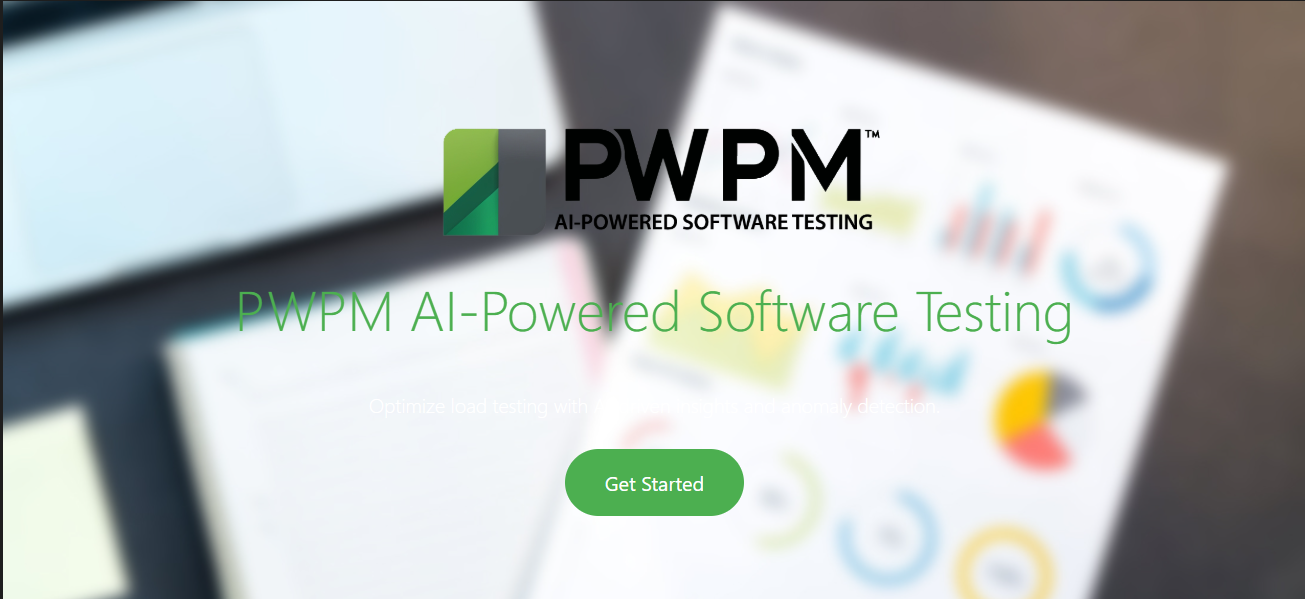 PWPM™
AI-POWERED SOFTWARE TESTING
PWPM AI-Powered Software Testing
Optimize load testing with and anomaly detection.
Get Started